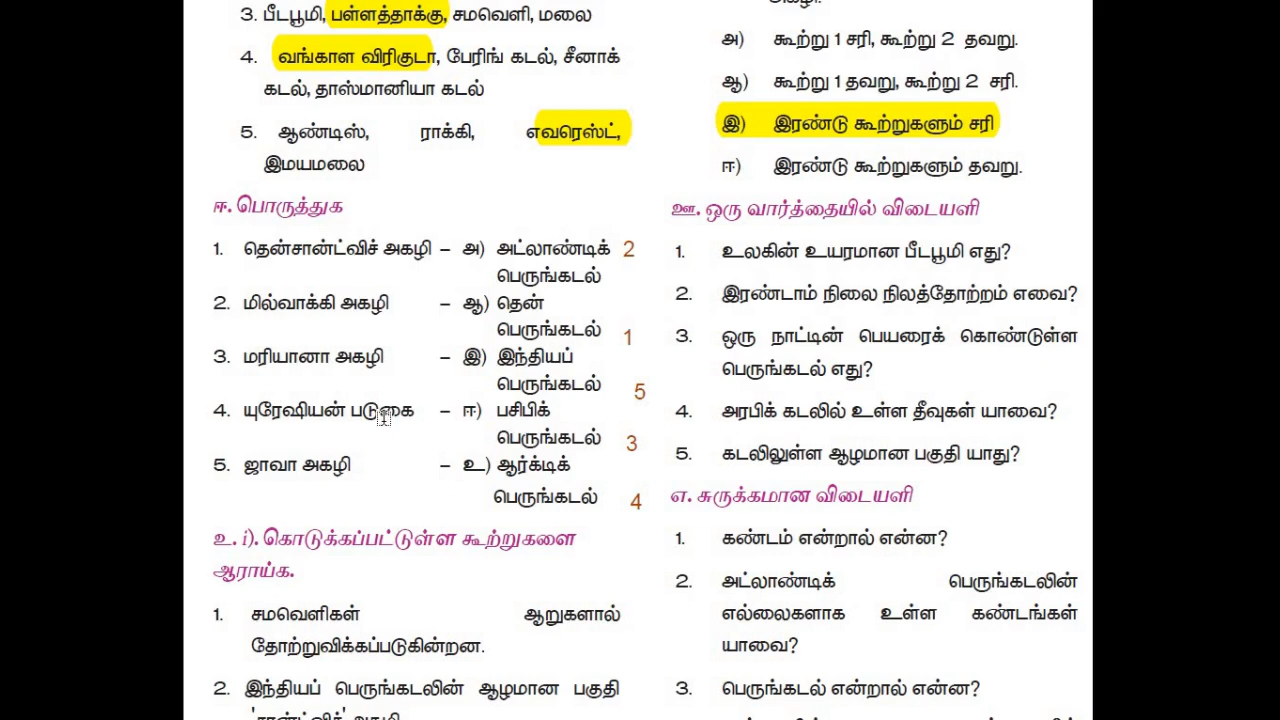 3. பீடபூமி, பள்ளத்தாக்கு, சமவெளி, மலை
4. வங்காள விரிகுடா, பேரிங் கடல், சீனாக்
கடல், தாஸ்மானியா கடல்
5. ஆண்டிஸ், ராக்கி, எவரெஸ்ட்,
இமயமலை
ஈ. பொருத்துக
1. தென்சான்ட்விச் அகழி – அ) அட்லாண்டிக் 2
பெருங்கடல்
2. மில்வாக்கி அகழி – ஆ) தென்
பெருங்கடல் 1
3. மரியானா அகழி – இ) இந்தியப்
பெருங்கடல் 5
4. யுரேஷியன் படுகை – ஈ) பசிபிக்
பெருங்கடல் 3
5. ஜாவா அகழி – உ) ஆர்க்டிக்
பெருங்கடல் 4
உ. i). கொடுக்கப்பட்டுள்ள கூற்றுகளை
ஆராய்க.
1. சமவெளிகள் ஆறுகளால்
தோற்றுவிக்கப்படுகின்றன.
2. இந்தியப் பெருங்கடலின் ஆழமான பகுதி
அ) கூற்று 1 சரி, கூற்று 2 தவறு.
ஆ) கூற்று 1 தவறு, கூற்று 2 சரி.
இ) இரண்டு கூற்றுகளும் சரி
ஈ) இரண்டு கூற்றுகளும் தவறு.
ஊ. ஒரு வார்த்தையில் விடையளி
1. உலகின் உயரமான பீடபூமி எது?
2. இரண்டாம் நிலை நிலத்தோற்றம் எவை?
3. ஒரு நாட்டின் பெயரைக் கொண்டுள்ள
பெருங்கடல் எது?
4. அரபிக் கடலில் உள்ள தீவுகள் யாவை?
5. கடலிலுள்ள ஆழமான பகுதி யாது?
எ. சுருக்கமான விடையளி
1. கண்டம் என்றால் என்ன?
2. அட்லாண்டிக் பெருங்கடலின்
எல்லைகளாக உள்ள கண்டங்கள்
யாவை?
3. பெருங்கடல் என்றால் என்ன?